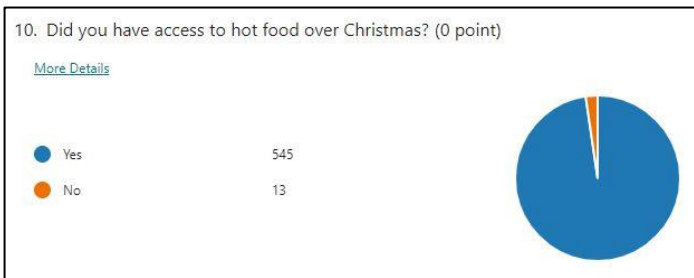 10. Did you have access to hot food over Christmas? (0 point)
More Details
Yes 545
No 13